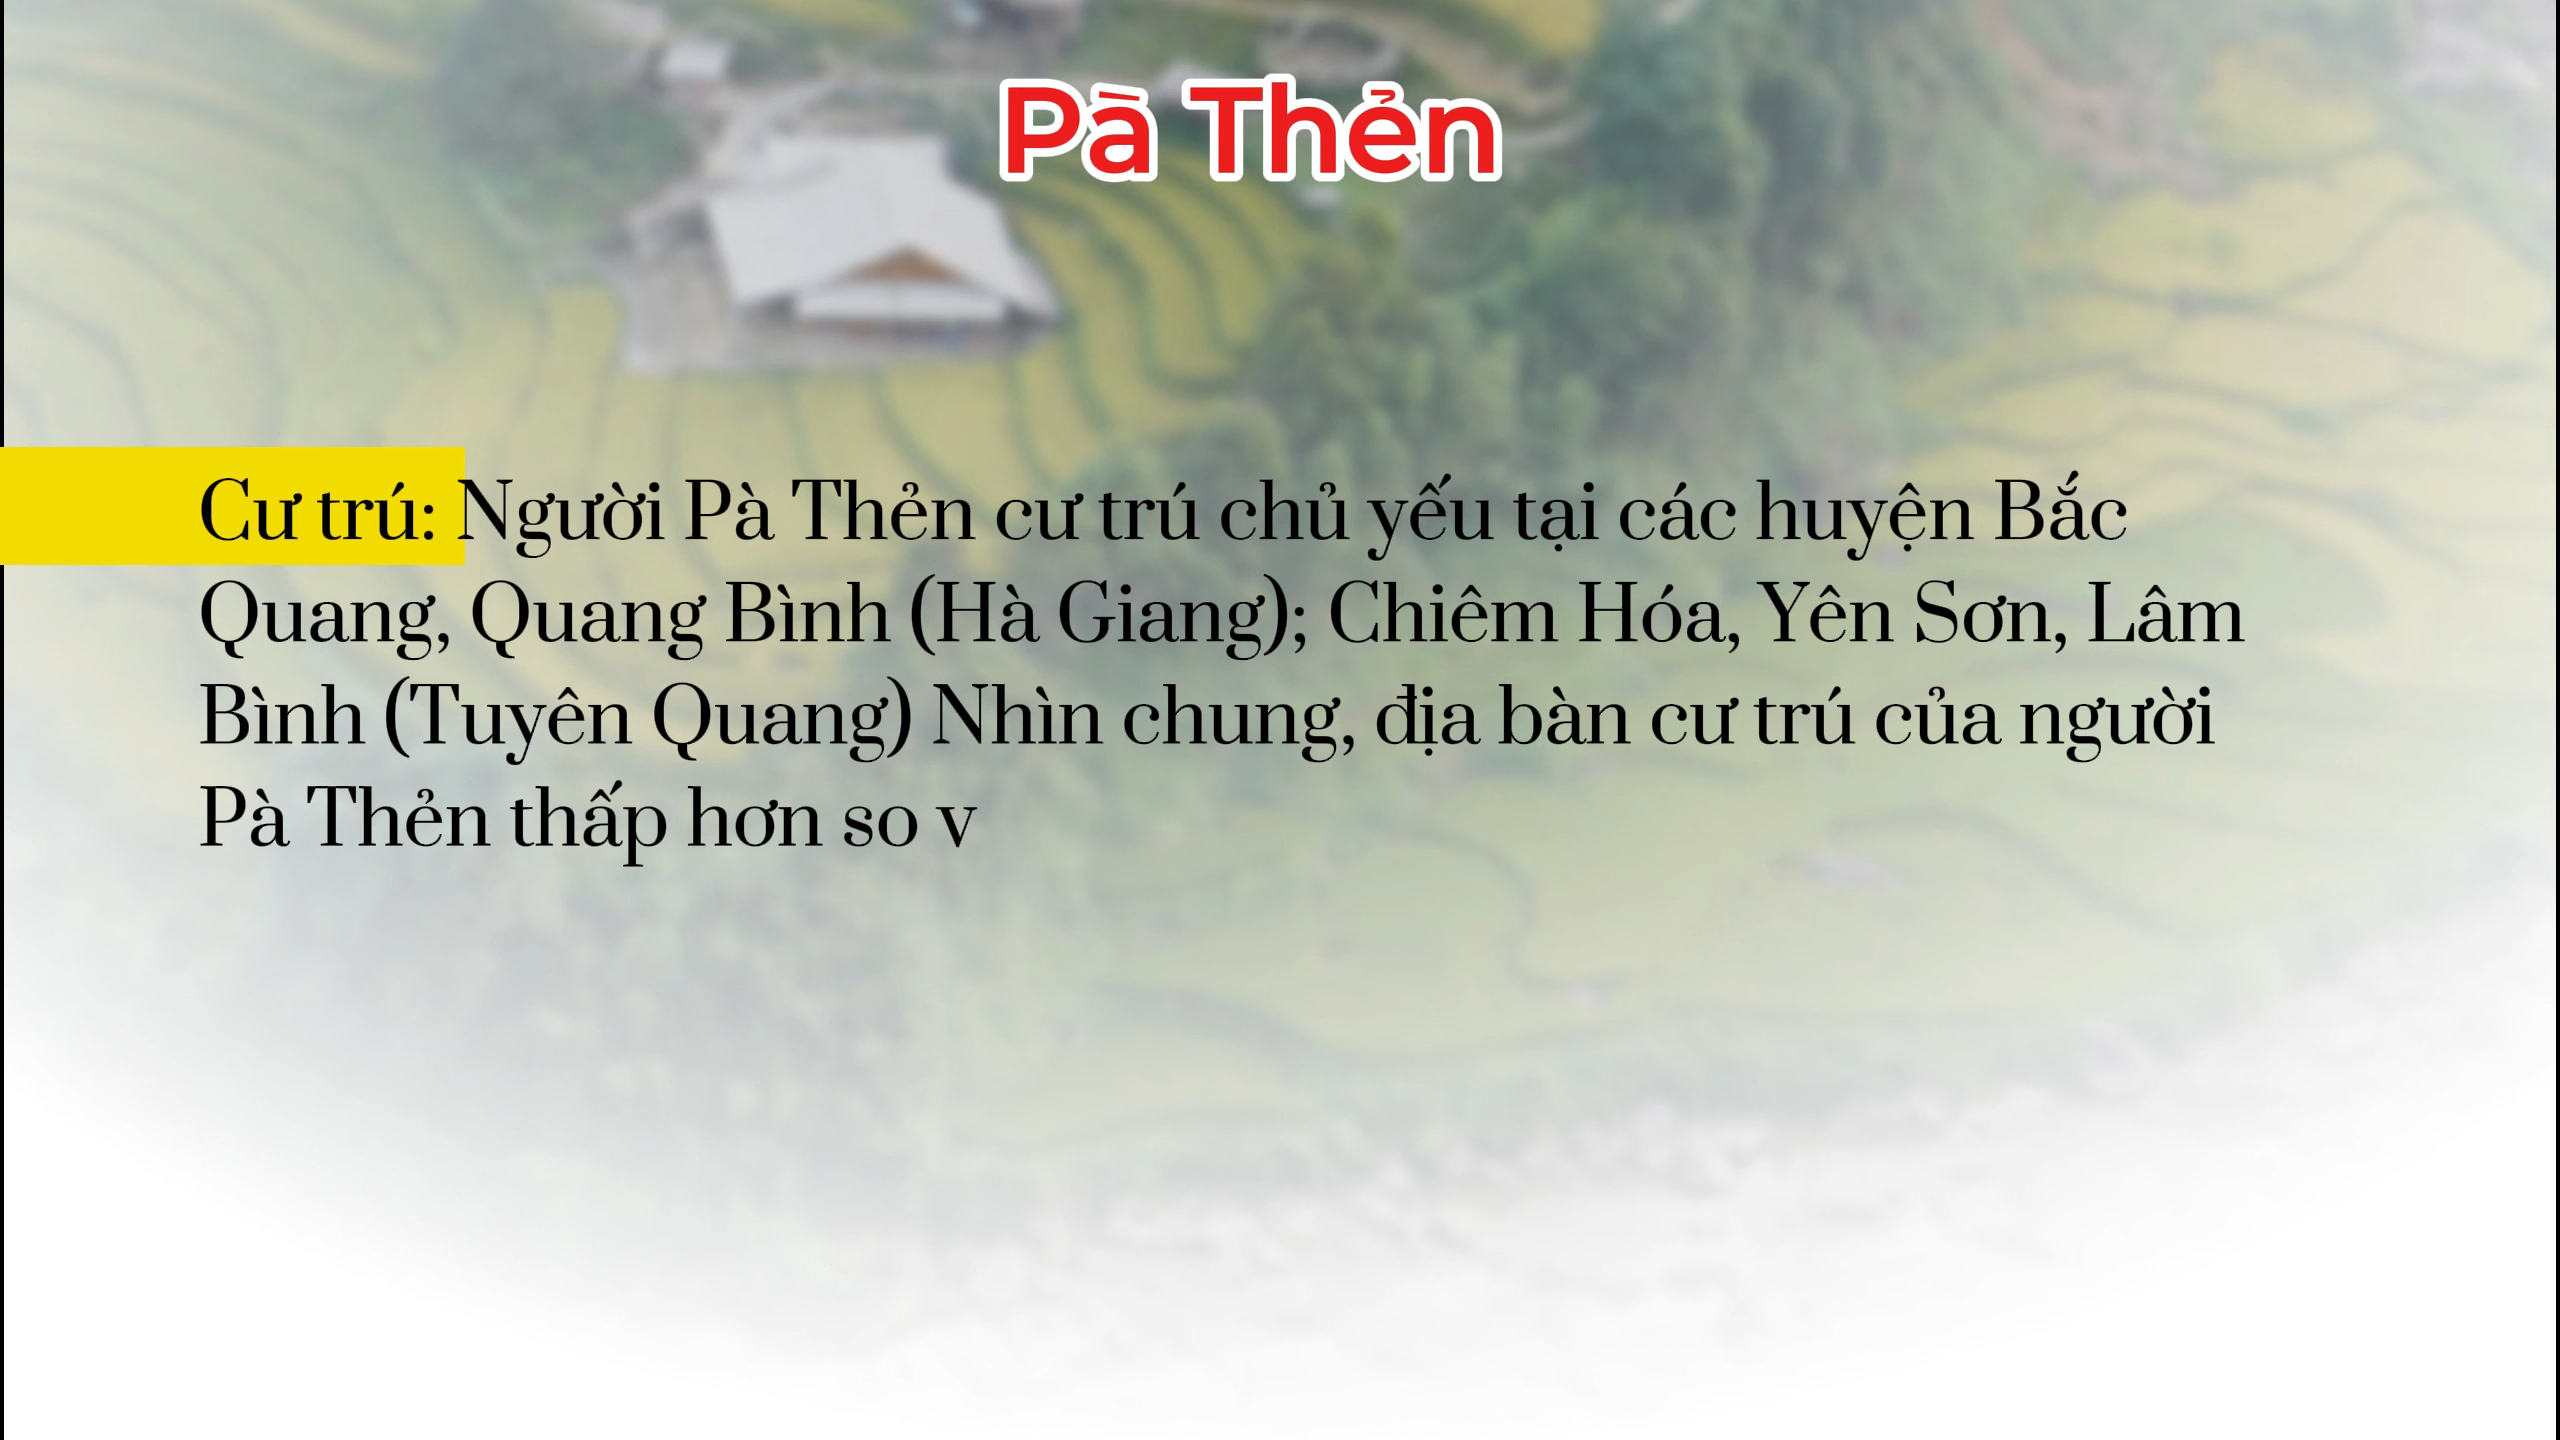 Pà Thẻn
Cư trú: Người Pà Thẻn cư trú chủ yếu tại các huyện Bắc
Quang, Quang Bình (Hà Giang); Chiêm Hóa, Yên Sơn, Lâm
Bình (Tuyên Quang) Nhìn chung, địa bàn cư trú của người
Pà Thẻn thấp hơn so v